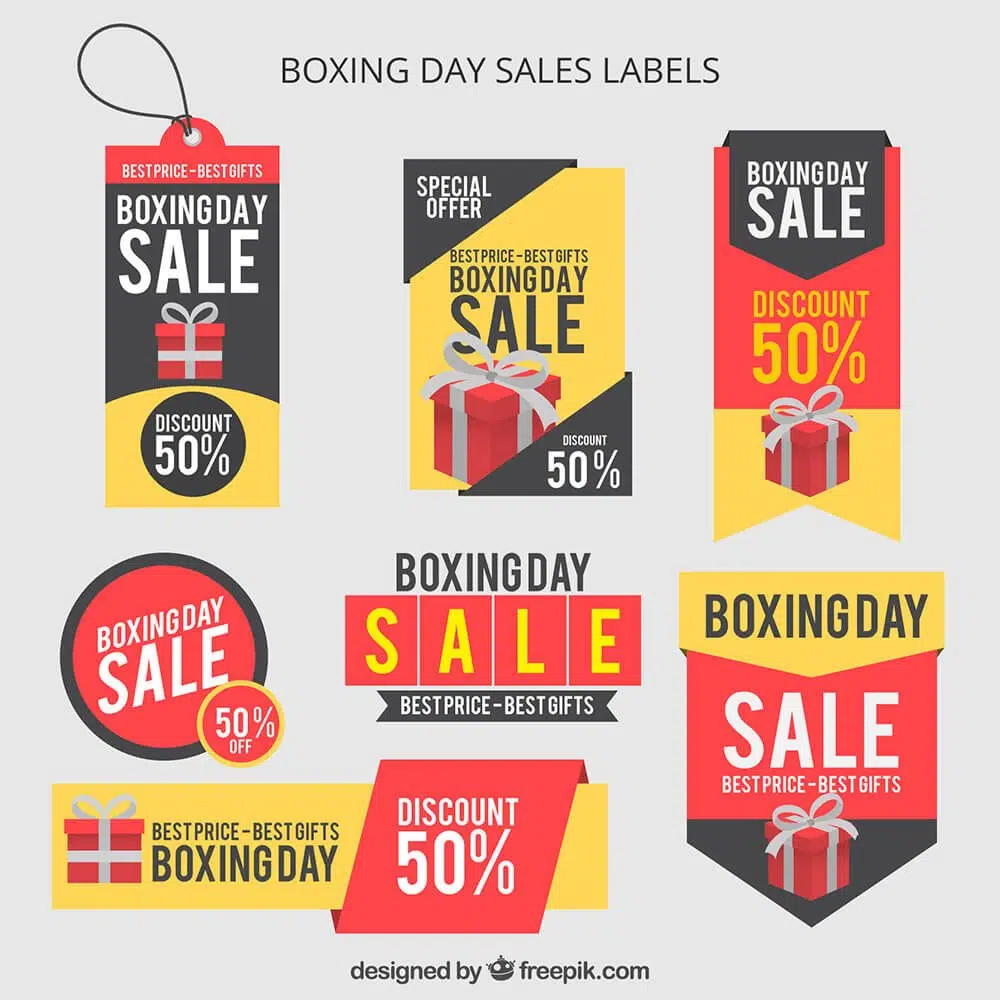 BOXING DAY SALES LABELS
BEST PRICE - BEST GIFTS
BOXING DAY
SALE
DISCOUNT
50%
SPECIAL
OFFER
BEST PRICE - BEST GIFTS
BOXING DAY
SALE
DISCOUNT
50%
BOXING DAY
SALE
DISCOUNT
50%
BOXING DAY
SALE
50%
OFF
BOXING DAY
SALE
BEST PRICE - BEST GIFTS
BOXING DAY
SALE
BEST PRICE - BEST GIFTS
BEST PRICE - BEST GIFTS
BOXING DAY
DISCOUNT
50%
designed by freepik.com